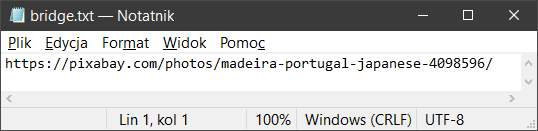 bridge.txt — Notatnik
Plik Edycja Format Widok Pomoc
https://pixabay.com/photos/madeira-portugal-japanese-4098596/
Lin 1, kol 1 100% Windows (CRLF) UTF-8